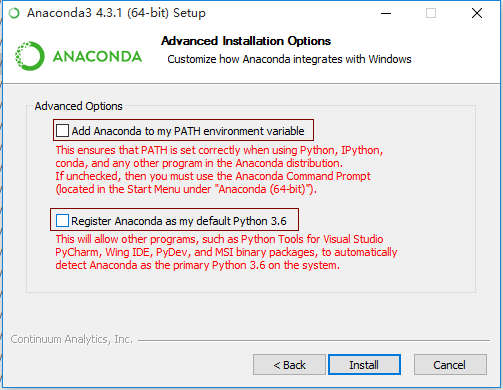 Anaconda3 4.3.1 (64-bit) Setup
ANACONDA
Advanced Installation Options
Customize how Anaconda integrates with Windows
Advanced Options
Add Anaconda to my PATH environment variable
This ensures that PATH is set correctly when using Python, IPython,
conda, and any other program in the Anaconda distribution.
If unchecked, then you must use the Anaconda Command Prompt
(located in the Start Menu under "Anaconda (64-bit)").
Register Anaconda as my default Python 3.6
This will allow other programs, such as Python Tools for Visual Studio
PyCharm, Wing IDE, PyDev, and MSI binary packages, to automatically
detect Anaconda as the primary Python 3.6 on the system.
Continuum Analytics, Inc.
< Back
Install
Cancel